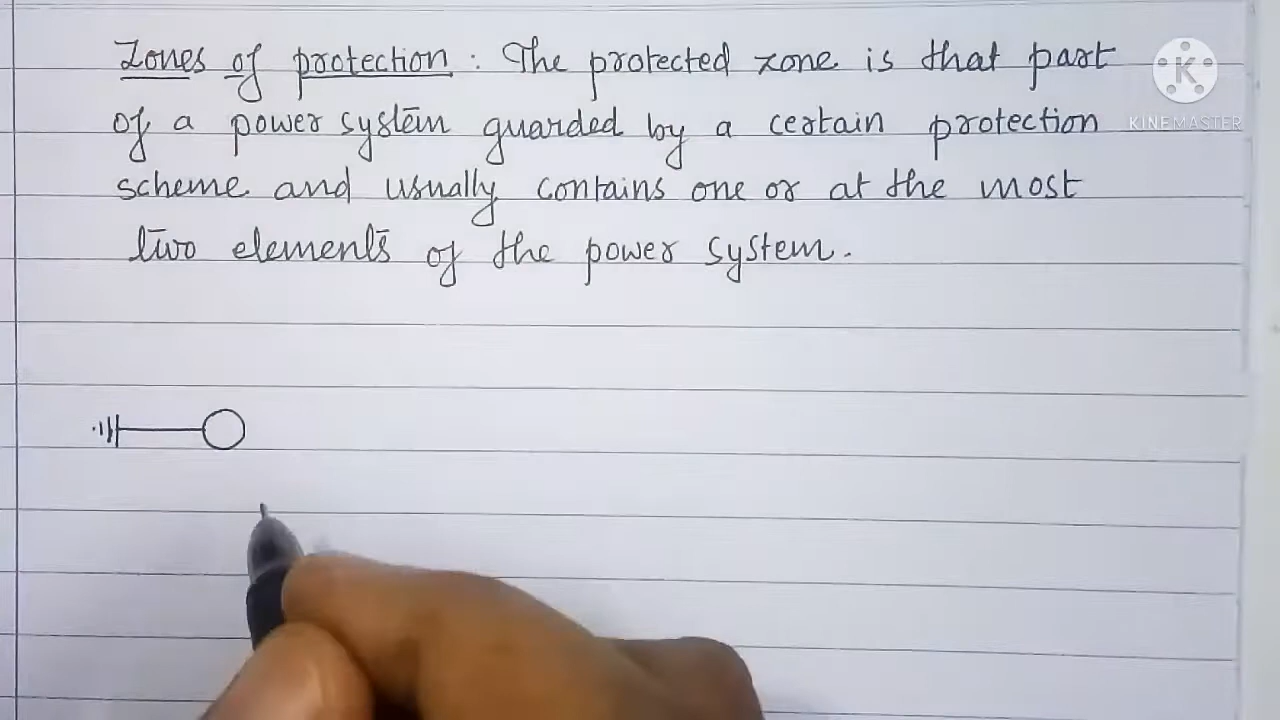 Zones of protection : The protected zone is that part
of a power system guarded by a certain protection
scheme and usually contains one or at the most
two elements of the power system.
K
KINEMASTER